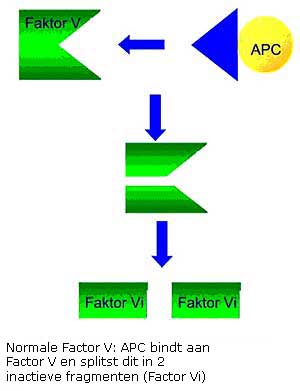 Faktor V
APC
Faktor Vi
Faktor Vi
Normale Factor V: APC bindt aan
Factor V en splitst dit in 2
inactieve fragmenten (Factor Vi)